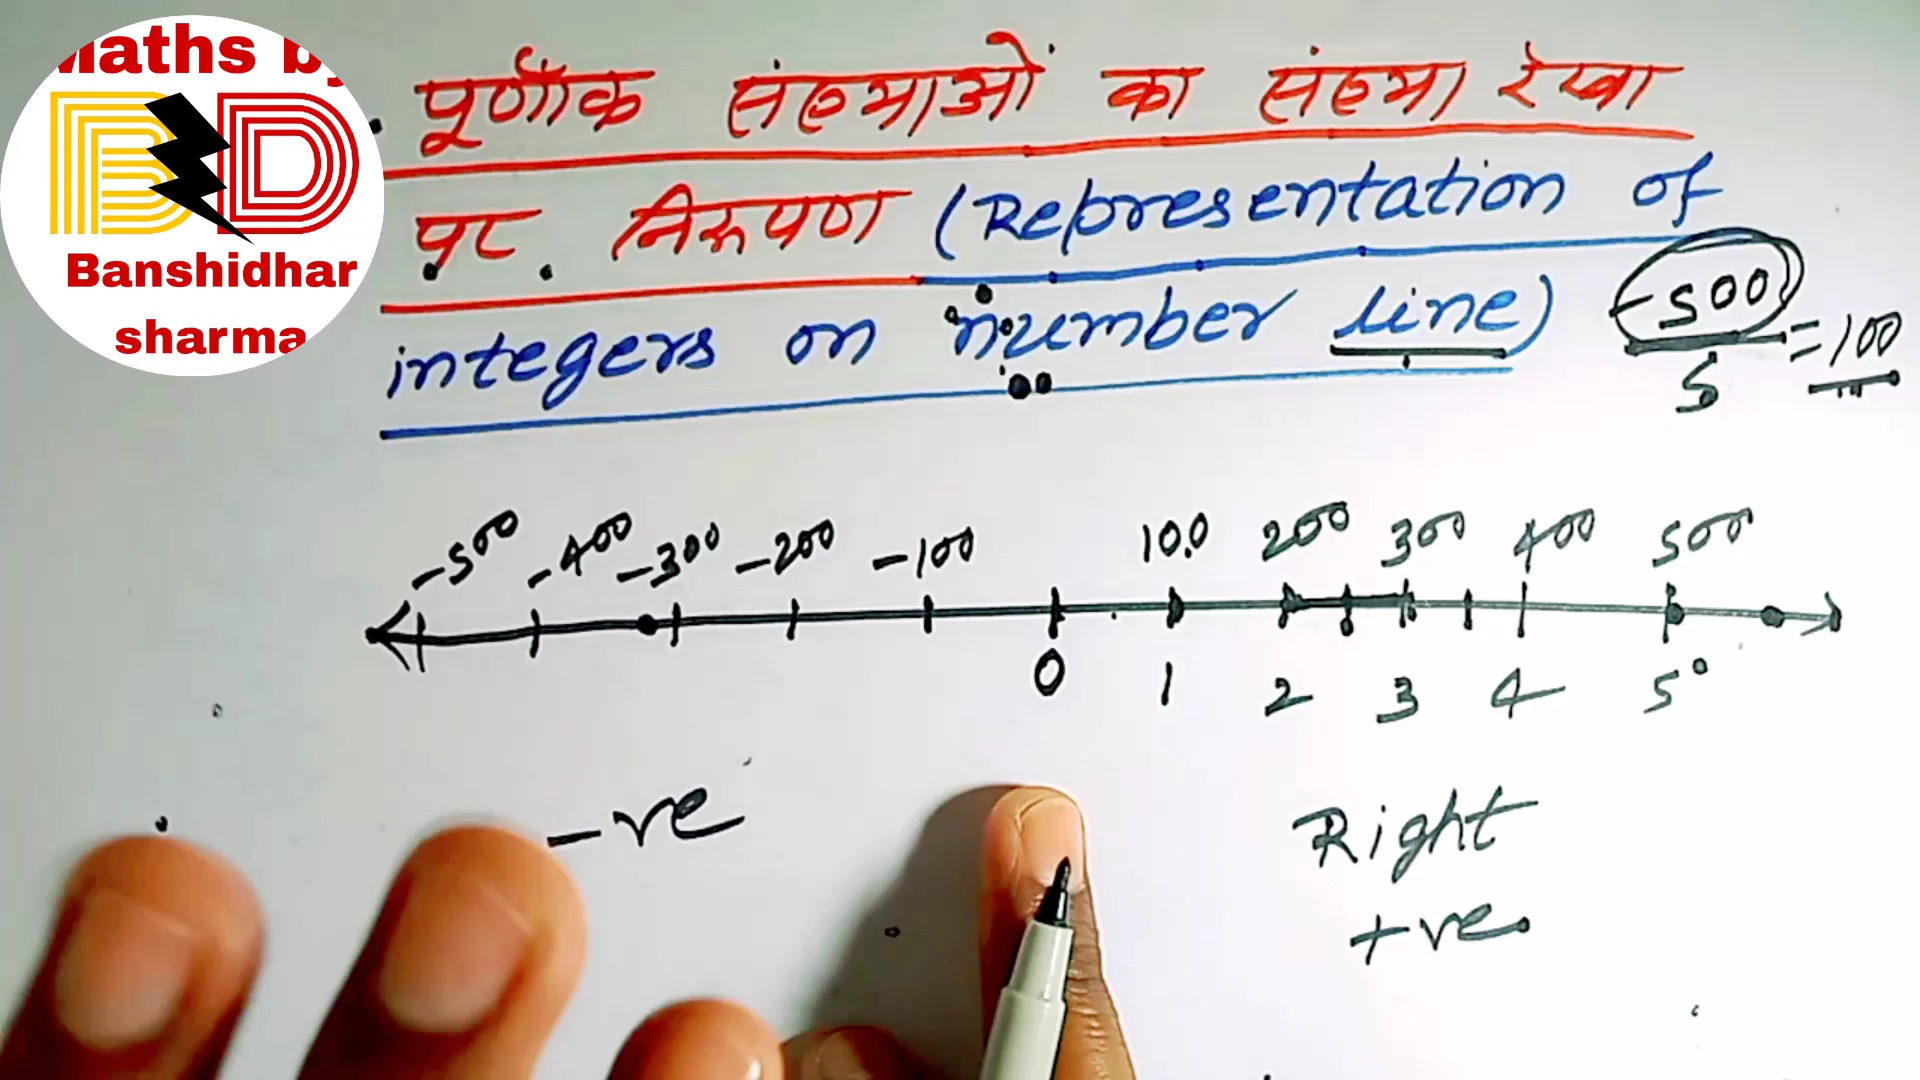 Maths by
BD
Banshidhar
sharma
पूर्णांक संख्याओं का संख्या रेखा
पर निरूपण (Representation of
integers on number line)
-500
5
=100
-500 -400 -300 -200 -100 100 200 300 400 500
0 1 2 3 4 5
-ve
Right
+ve